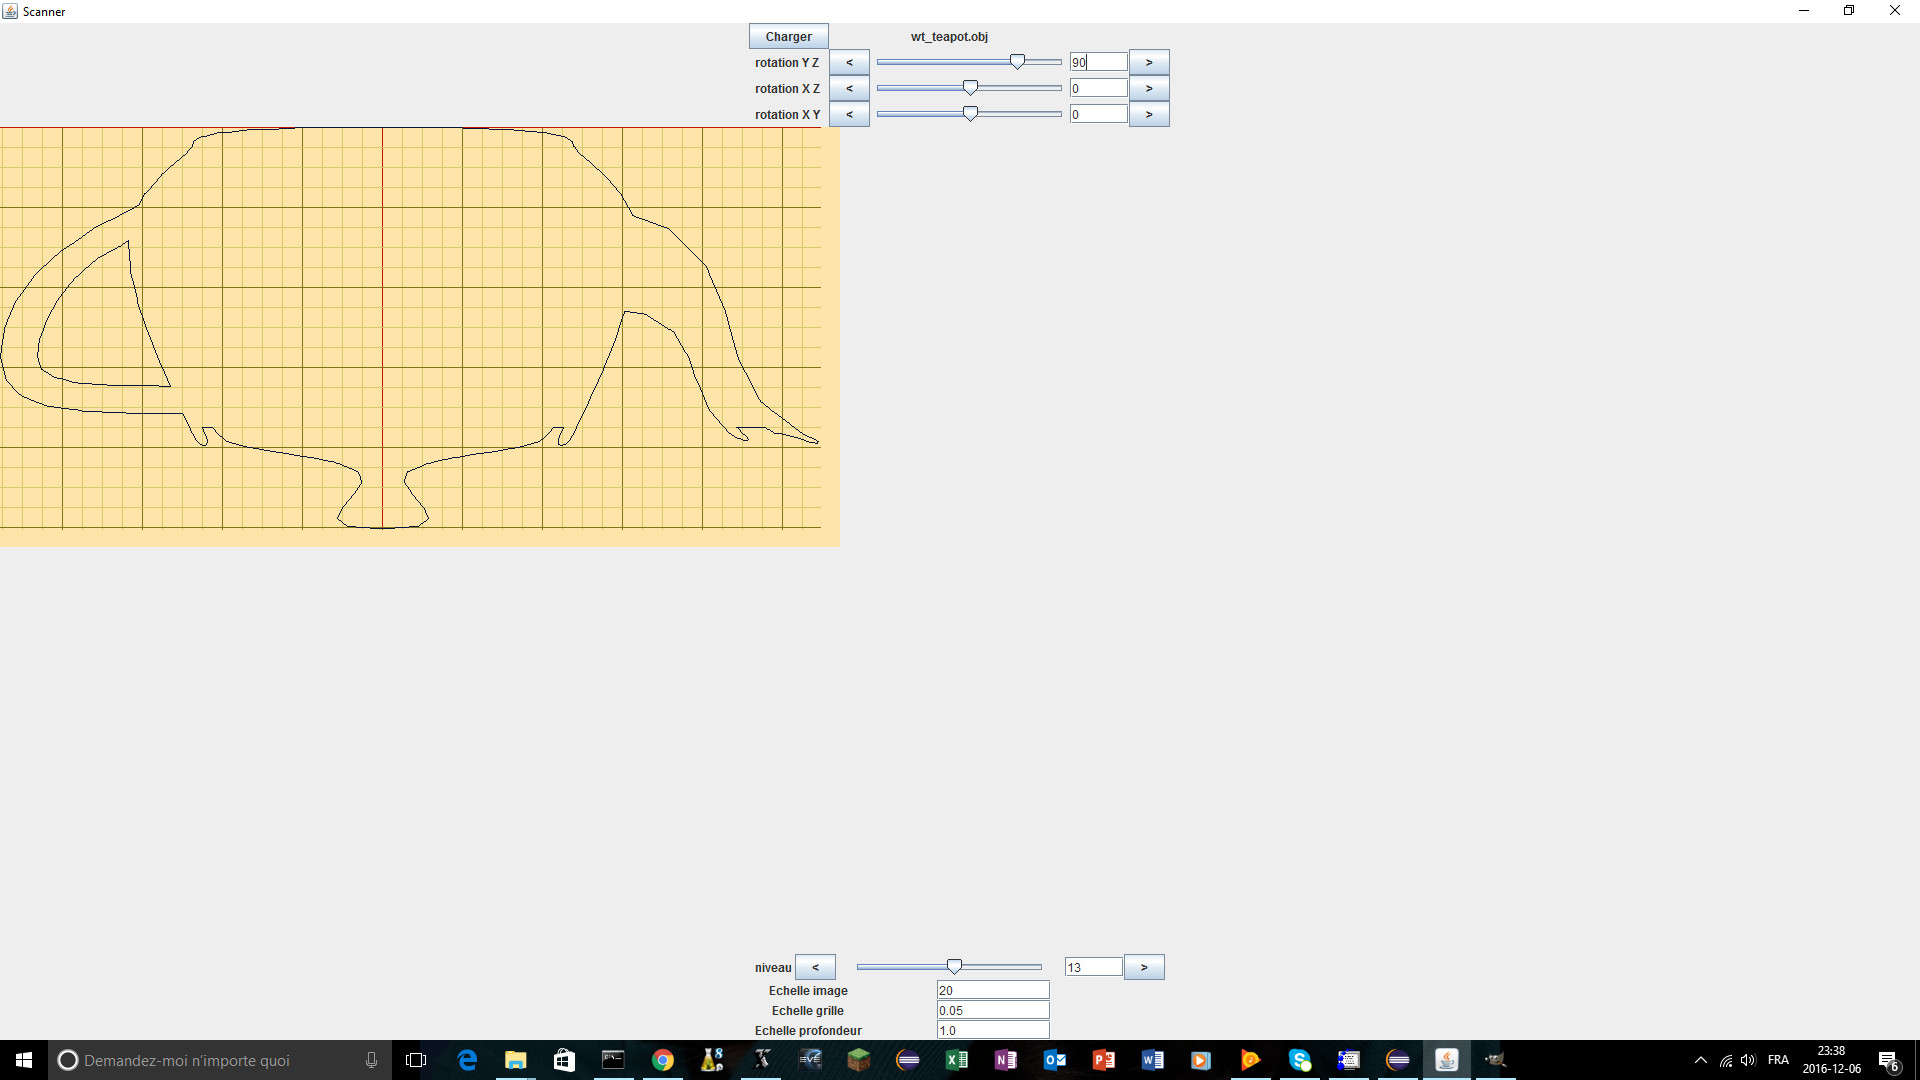 Scanner
Charger wt_teapot.obj
rotation Y Z < 90 >
rotation X Z < 0 >
rotation X Y < 0 >
niveau < 13 >
Echelle image 20
Echelle grille 0.05
Echelle profondeur 1.0
Demandez-moi n'importe quoi FRA 23:38
2016-12-06 6